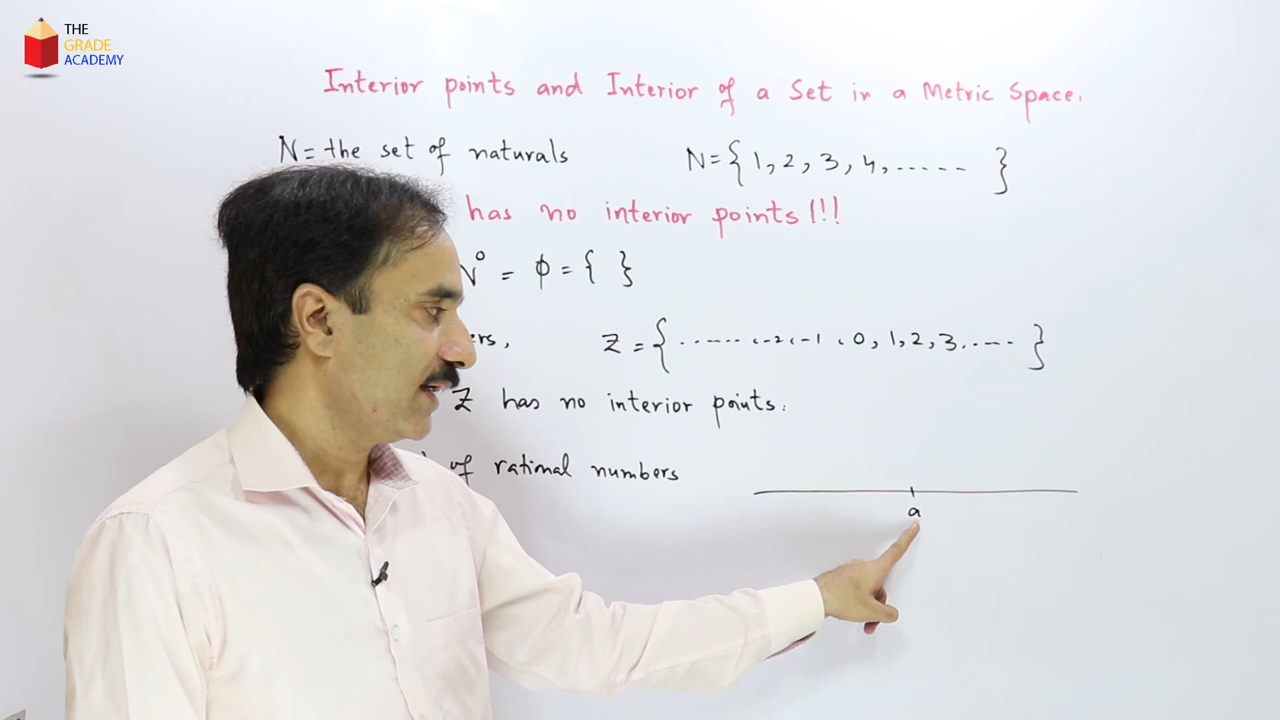 THE
GRADE
ACADEMY
Interior points and Interior of a Set in a Metric Space.
N = the set of naturals N = { 1, 2, 3, 4, ..... }
has no interior points!!!
N° = φ = { }
Z = { ...... , -2, -1, 0, 1, 2, 3, .... }
Z has no interior points.
of rational numbers
a